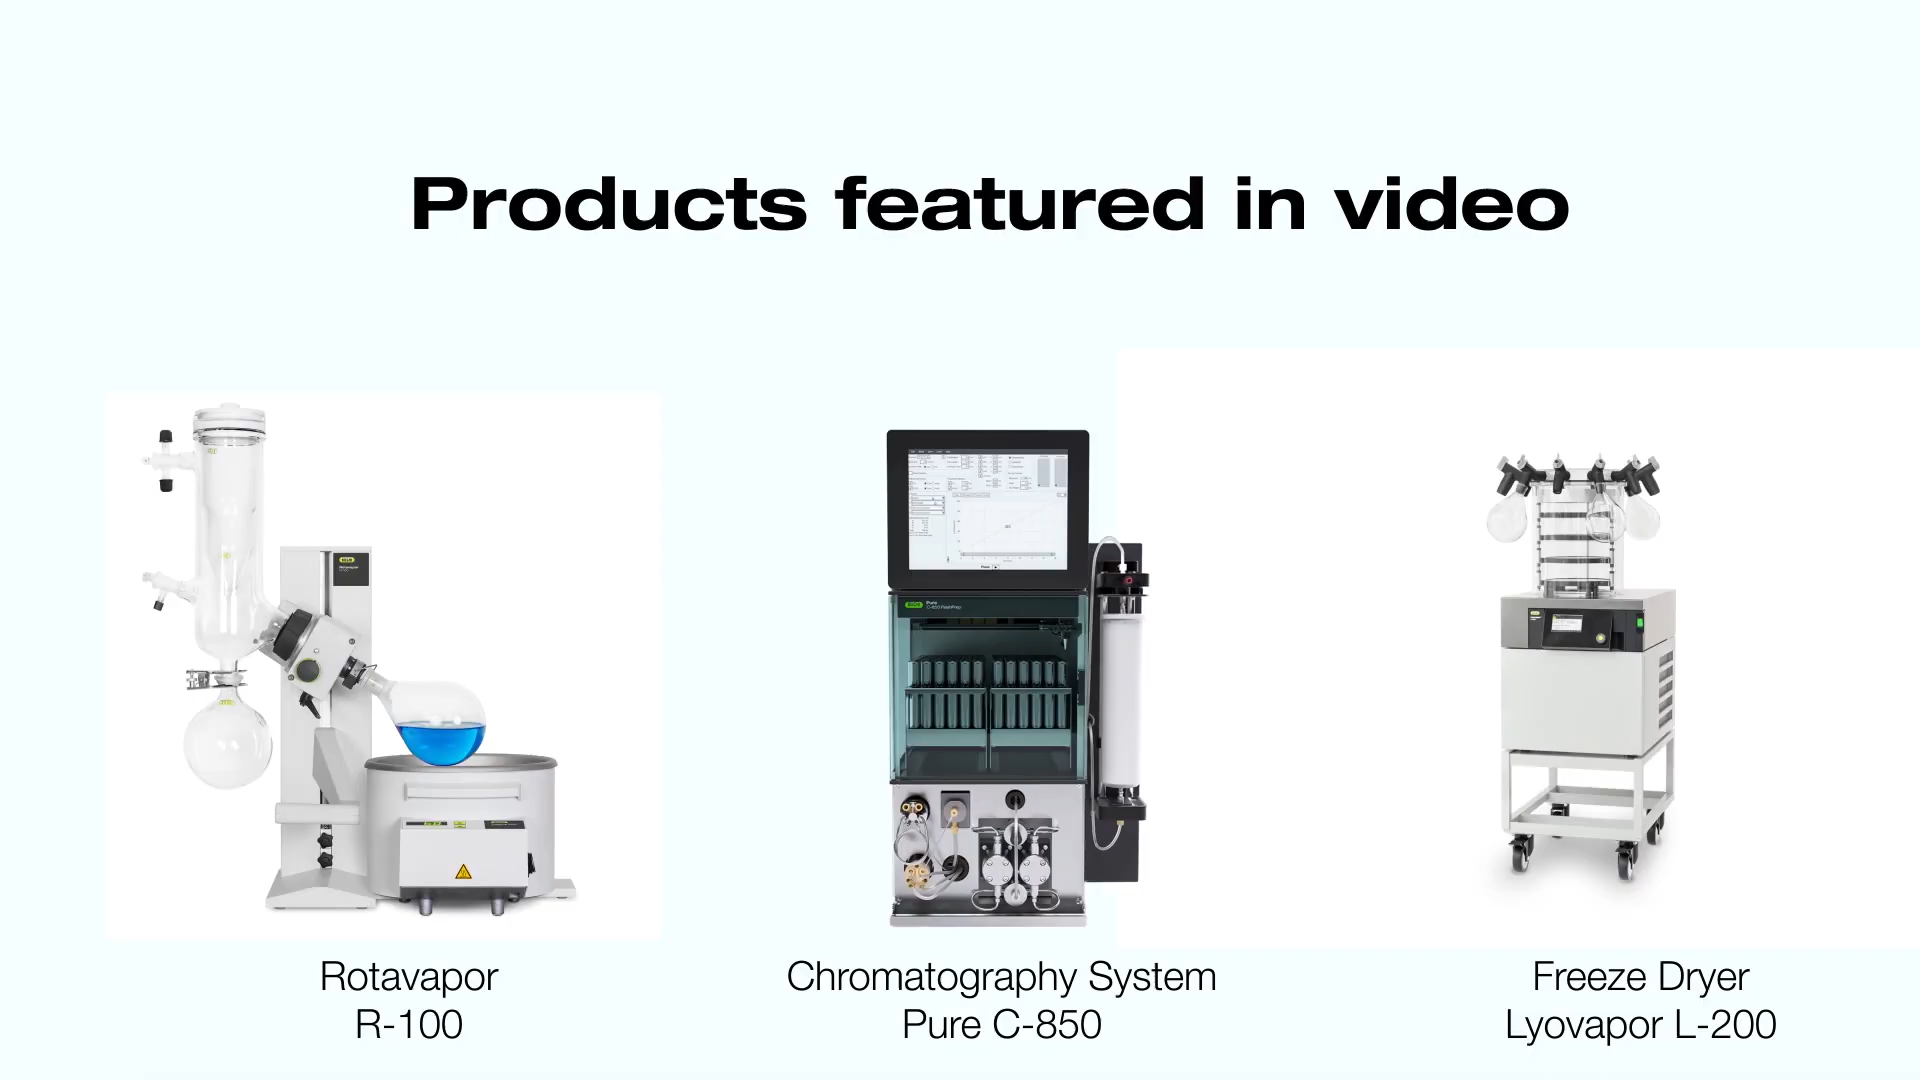 Products featured in video
Rotavapor
R-100
Chromatography System
Pure C-850
Freeze Dryer
Lyovapor L-200